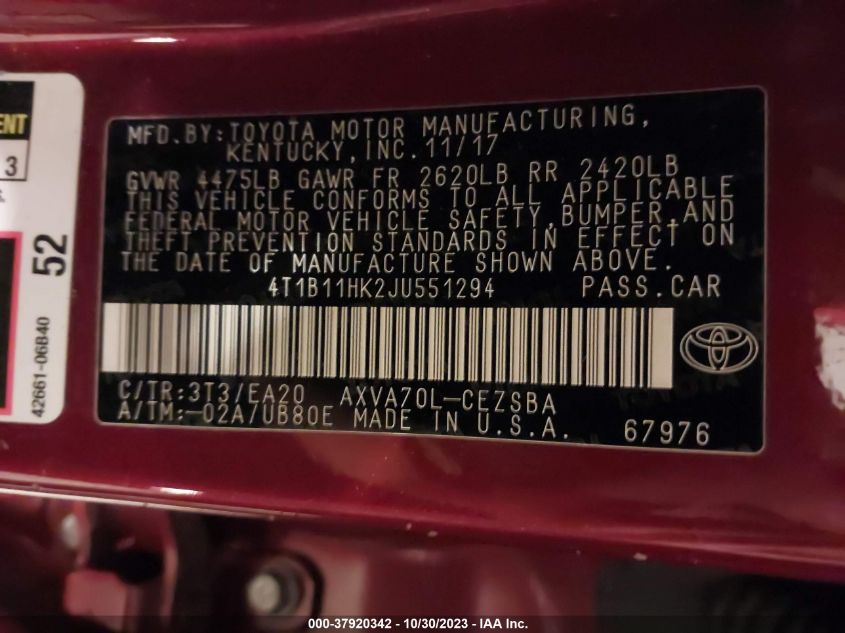 MFD.BY:TOYOTA MOTOR MANUFACTURING,
KENTUCKY,INC.11/17
GVWR 4475LB GAWR FR 2620LB RR 2420LB
THIS VEHICLE CONFORMS TO ALL APPLICABLE
FEDERAL MOTOR VEHICLE SAFETY,BUMPER,AND
THEFT PREVENTION STANDARDS IN EFFECT ON
THE DATE OF MANUFACTURE SHOWN ABOVE.
4T1B11HK2JU551294 PASS.CAR
C/TR:3T3/EA20 AXVA70L-CEZSBA
A/TM:-02A/UB80E MADE IN U.S.A. 67976
3
52
42661-06B40
000-37920342 - 10/30/2023 - IAA Inc.